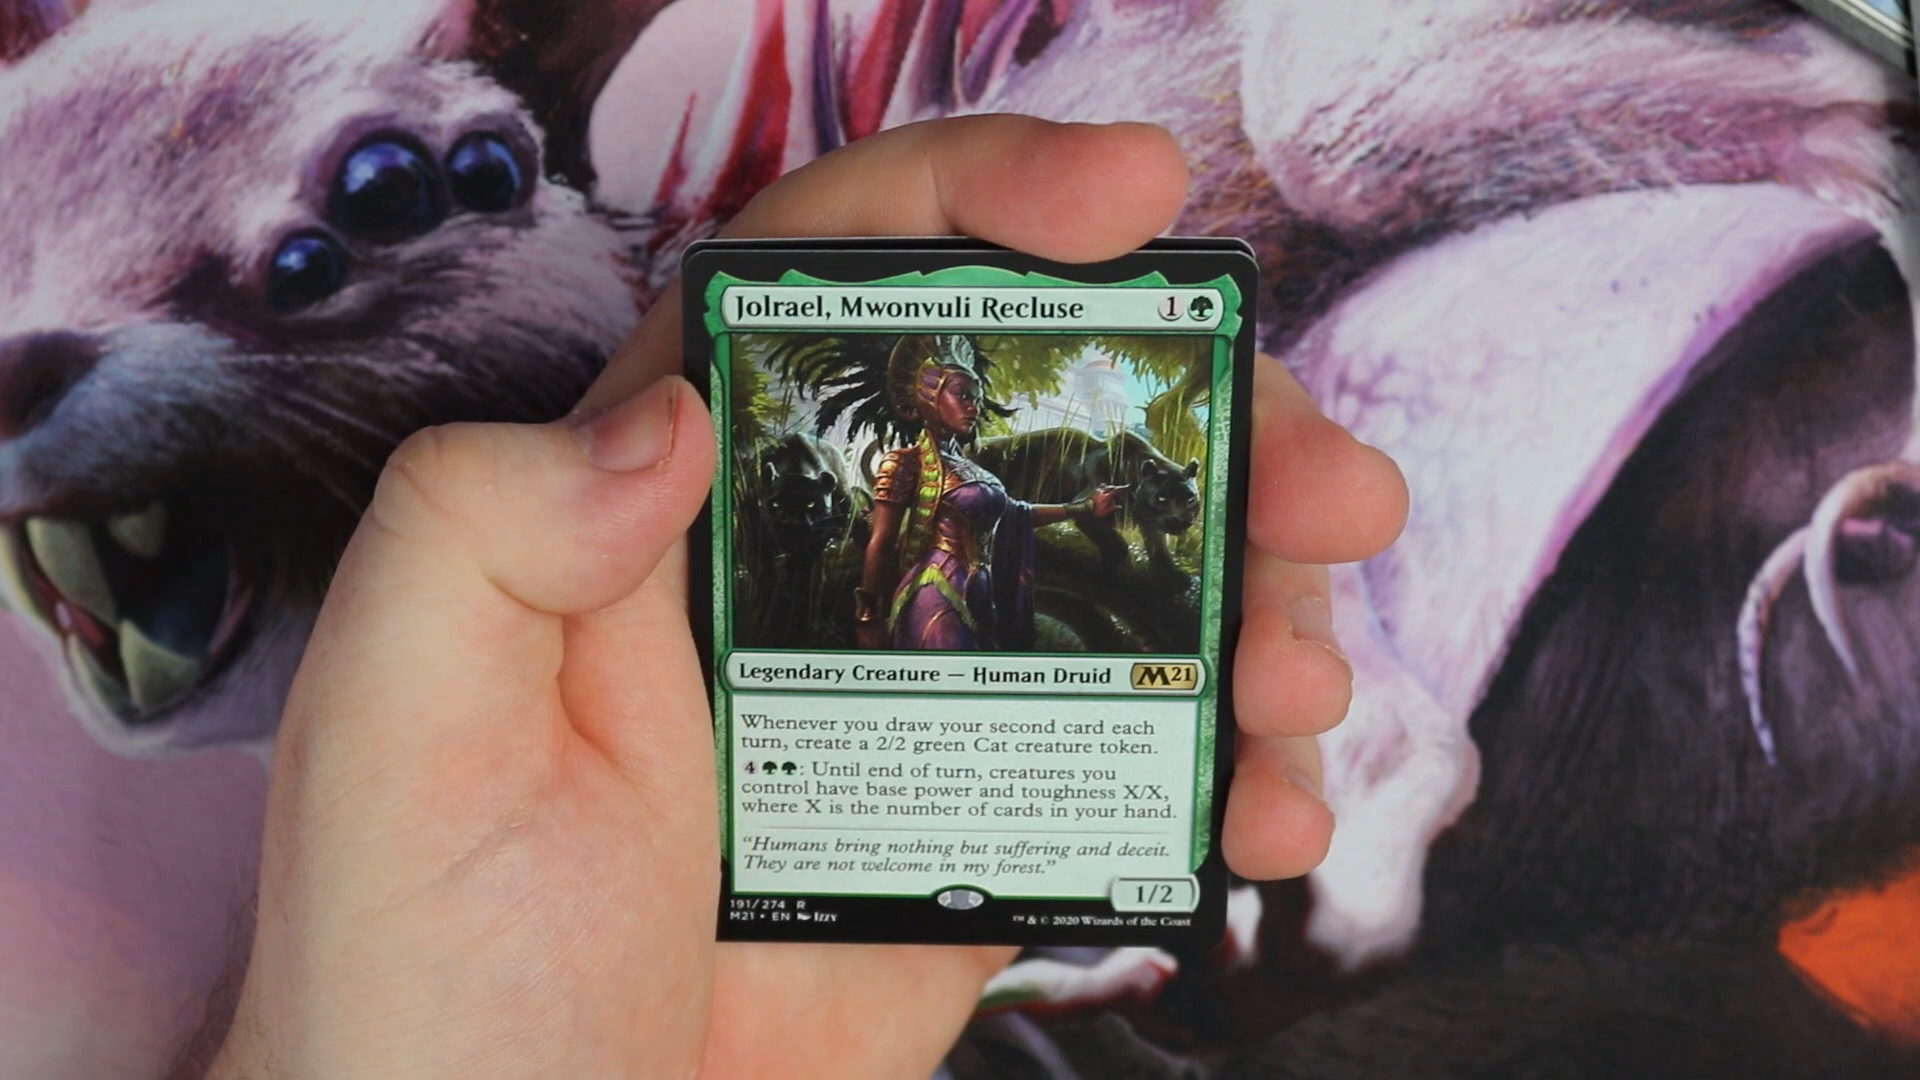 Jolrael, Mwonvuli Recluse 1
Legendary Creature — Human Druid M21
Whenever you draw your second card each
turn, create a 2/2 green Cat creature token.
4: Until end of turn, creatures you
control have base power and toughness X/X,
where X is the number of cards in your hand.
“Humans bring nothing but suffering and deceit.
They are not welcome in my forest.”
1/2
191/274 R
M21 • EN Izzy
™ & © 2020 Wizards of the Coast